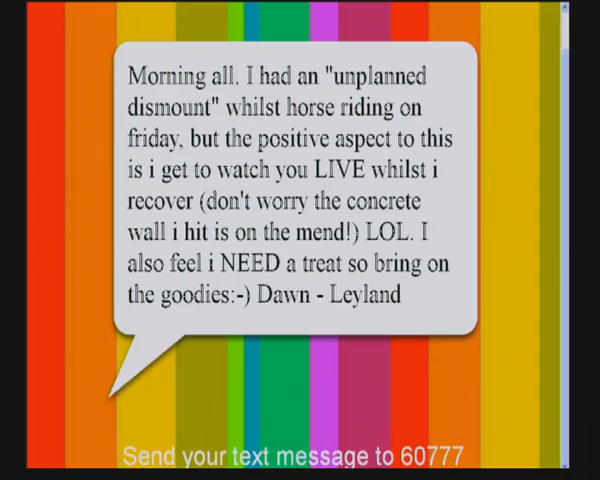 Morning all. I had an "unplanned
dismount" whilst horse riding on
friday, but the positive aspect to this
is i get to watch you LIVE whilst i
recover (don't worry the concrete
wall i hit is on the mend!) LOL. I
also feel i NEED a treat so bring on
the goodies:-) Dawn - Leyland
Send your text message to 60777